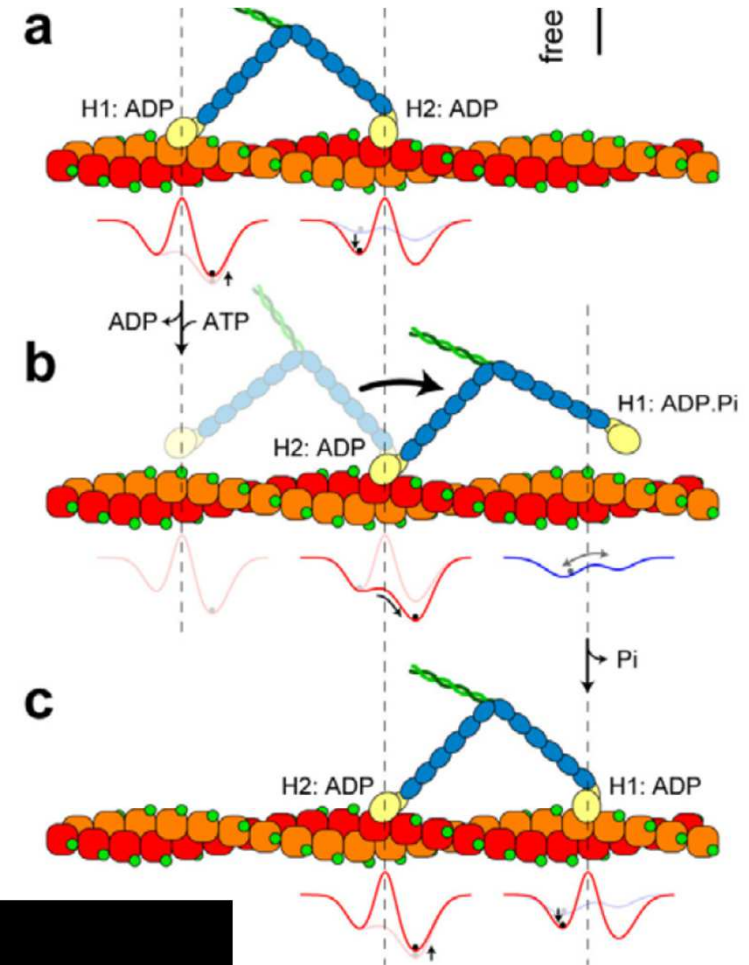 a
free
H1: ADP
H2: ADP
ADP
ATP
b
H1: ADP.Pi
H2: ADP
Pi
c
H2: ADP
H1: ADP